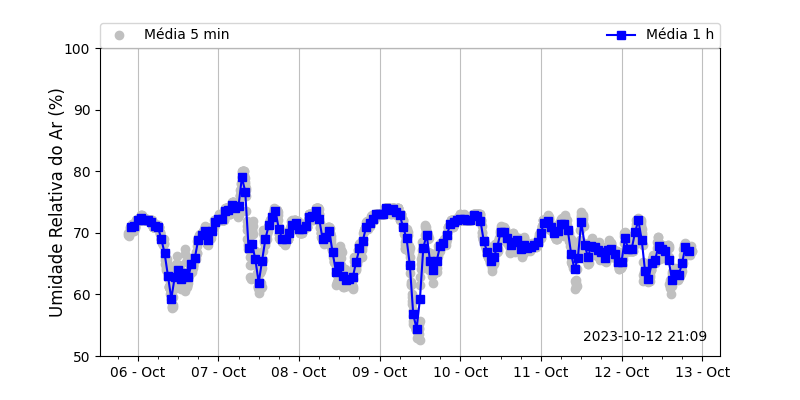 Média 5 min Média 1 h
100
90
80
70
60
50
Umidade Relativa do Ar (%)
2023-10-12 21:09
06 - Oct 07 - Oct 08 - Oct 09 - Oct 10 - Oct 11 - Oct 12 - Oct 13 - Oct